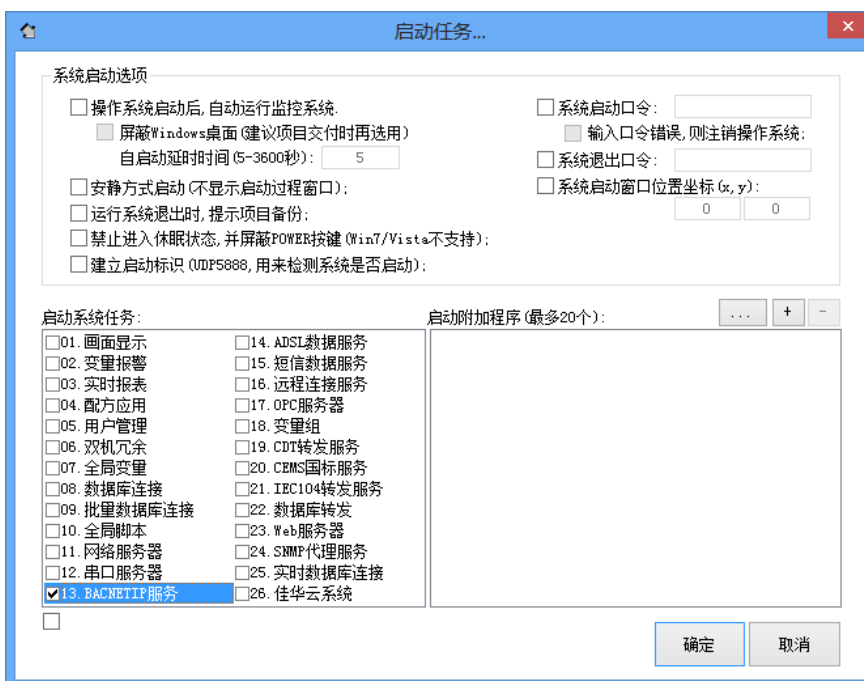 启动任务...
系统启动选项
操作系统启动后,自动运行监控系统.
屏蔽Windows桌面(建议项目交付时再选用)
自启动延时时间(5-3600秒): 5
安静方式启动(不显示启动过程窗口);
运行系统退出时,提示项目备份;
禁止进入休眠状态,并屏蔽POWER按键(Win7/Vista不支持);
建立启动标识(UDP5888,用来检测系统是否启动);
系统启动口令:
输入口令错误,则注销操作系统;
系统退出口令:
系统启动窗口位置坐标(x,y):
0 0
启动系统任务:
01.画面显示
02.变量报警
03.实时报表
04.配方应用
05.用户管理
06.双机冗余
07.全局变量
08.数据库连接
09.批量数据库连接
10.全局脚本
11.网络服务器
12.串口服务器
13.BACNETIP服务
14.ADSL数据服务
15.短信数据服务
16.远程连接服务
17.OPC服务器
18.变量组
19.CDT转发服务
20.CEMS国标服务
21.IEC104转发服务
22.数据库转发
23.Web服务器
24.SNMP代理服务
25.实时数据库连接
26.佳华云系统
启动附加程序(最多20个):
... + -
确定 取消